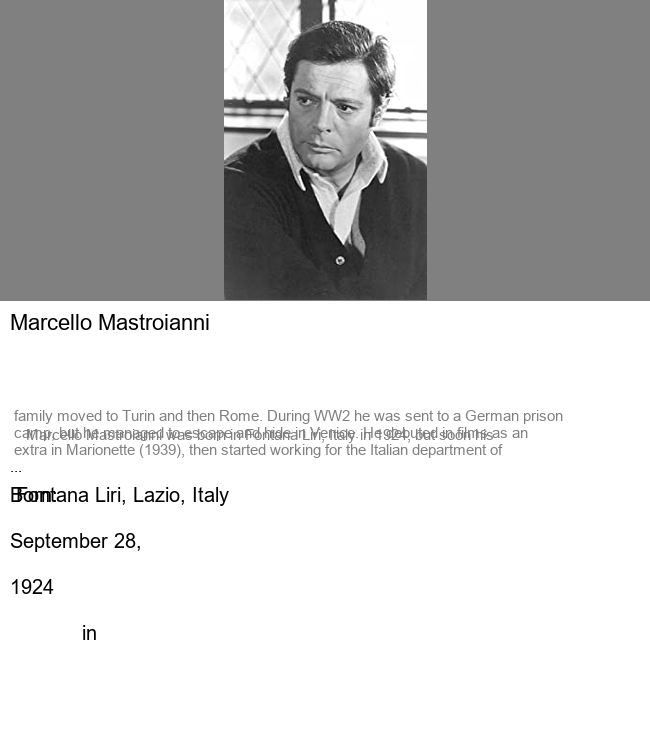 Marcello Mastroianni
Marcello Mastroianni was born in Fontana Liri, Italy in 1924, but soon his
family moved to Turin and then Rome. During WW2 he was sent to a German prison
camp, but he managed to escape and hide in Venice. He debuted in films as an
extra in Marionette (1939), then started working for the Italian department of
...
Born:
Fontana Liri, Lazio, Italy
September 28,
1924
in